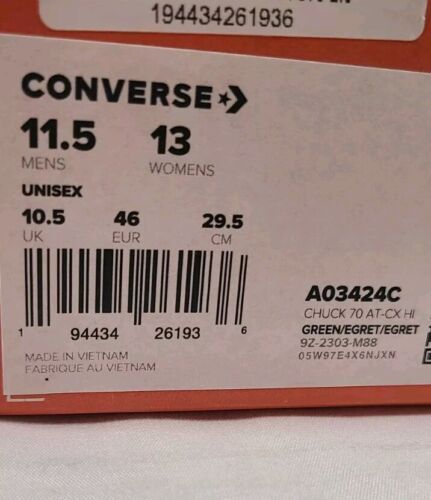 194434261936
CONVERSE
11.5 13
MENS WOMENS
UNISEX
10.5 46 29.5
UK EUR CM
1 94434 26193 6
A03424C
CHUCK 70 AT-CX HI
GREEN/EGRET/EGRET
9Z-2303-M88
05W97E4X6NJXN
MADE IN VIETNAM
FABRIQUE AU VIETNAM